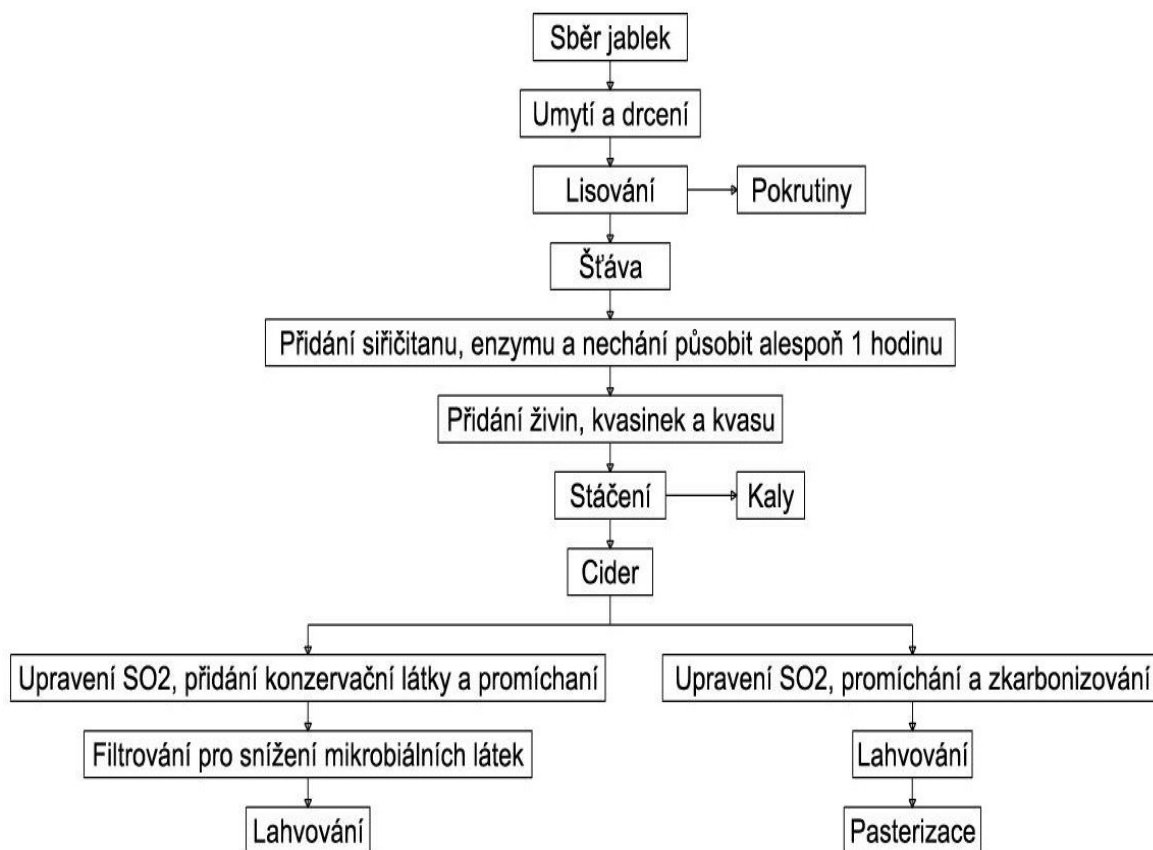 Sběr jablek
Umytí a drcení
Lisování
Pokrutiny
Šťáva
Přidání siřičitanu, enzymu a nechání působit alespoň 1 hodinu
Přidání živin, kvasinek a kvasu
Stáčení
Kaly
Cider
Upravení SO2, přidání konzervační látky a promíchaní
Upravení SO2, promíchání a zkarbonizování
Filtrování pro snížení mikrobiálních látek
Lahvování
Lahvování
Pasterizace